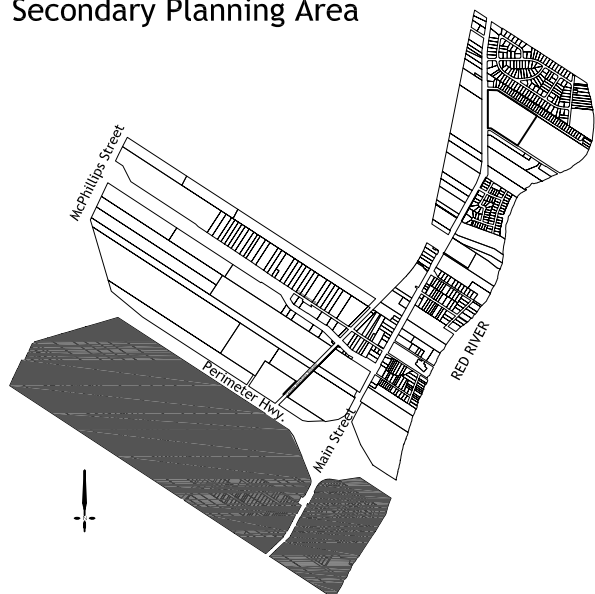 Secondary Planning Area
McPhillips Street
RED RIVER
Perimeter Hwy.
Main Street